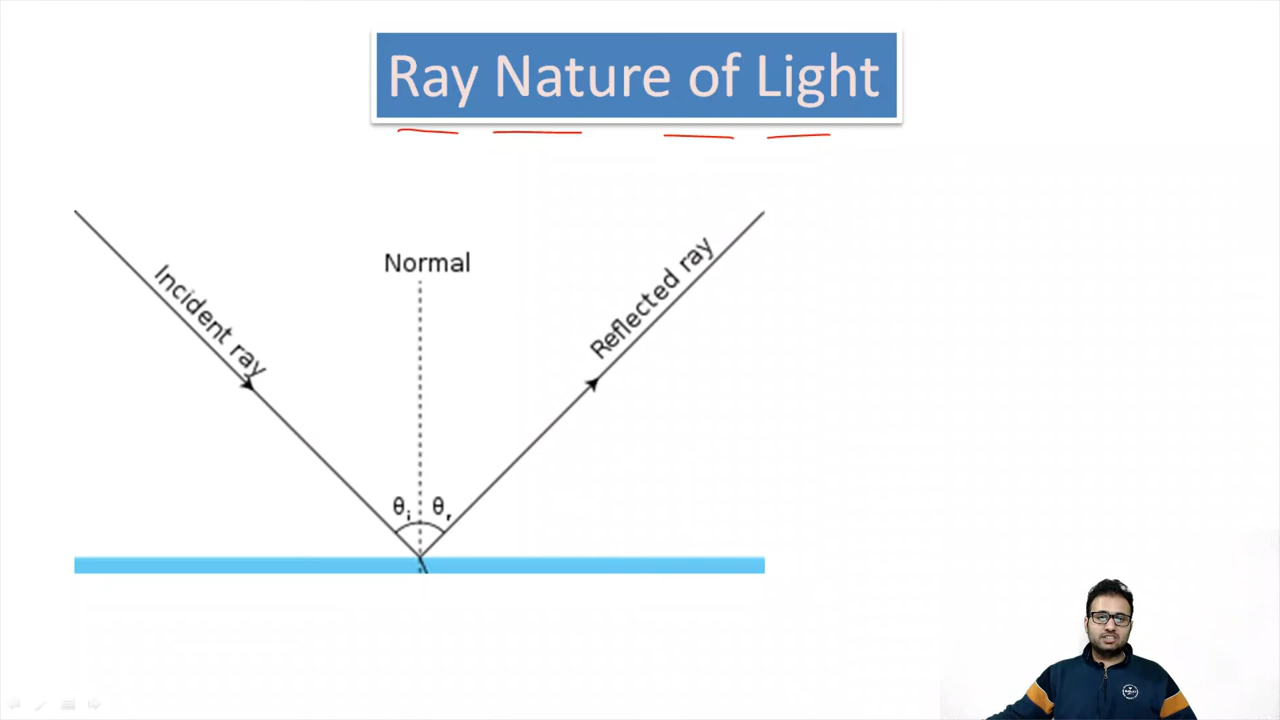 Ray Nature of Light
Normal
Incident ray
Reflected ray
θi θr